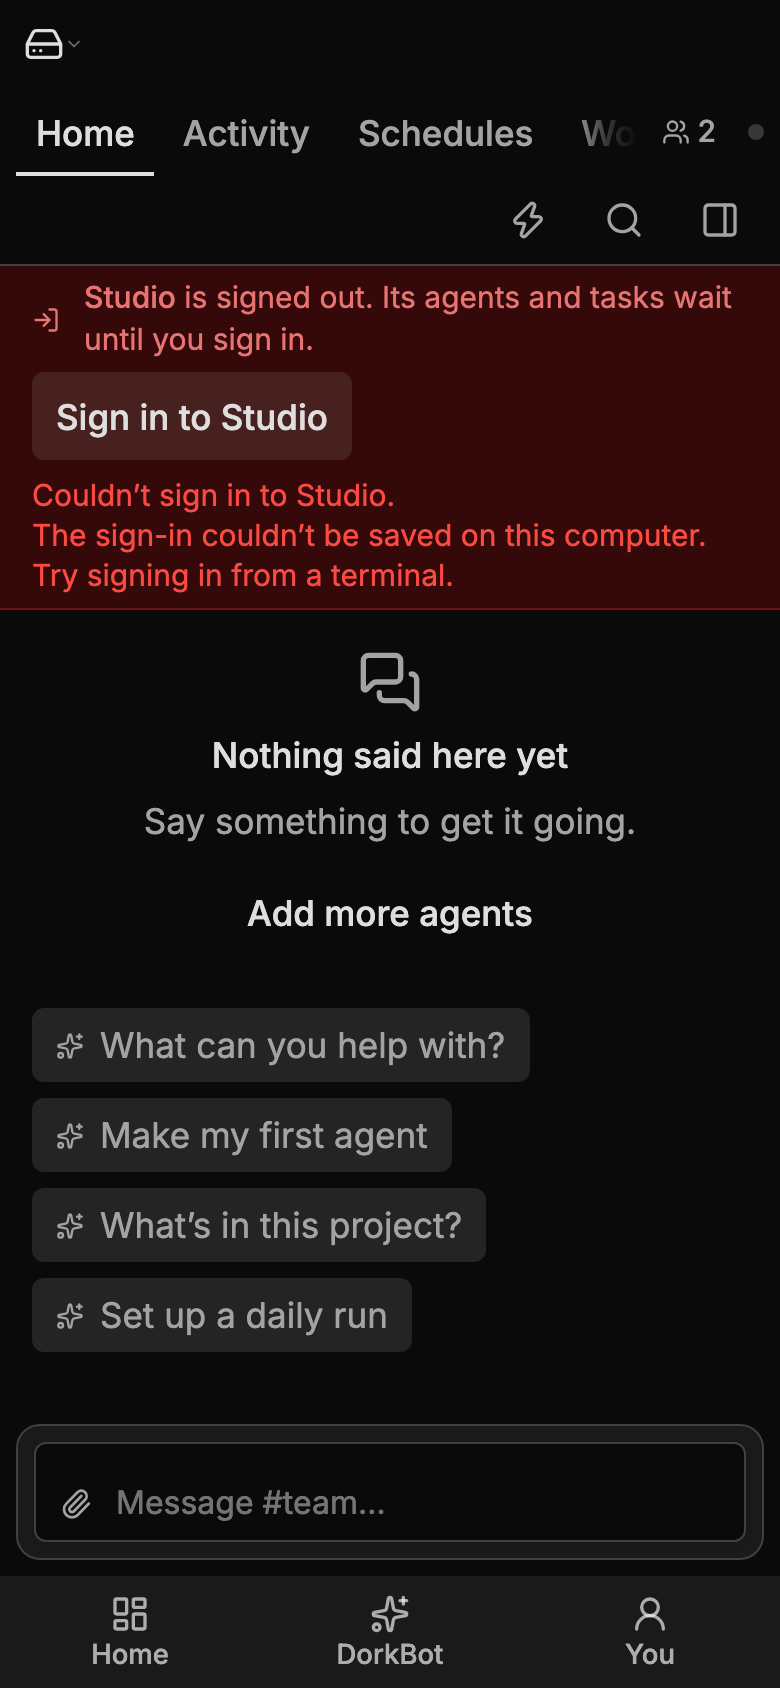 Home Activity Schedules Wo 2
Studio is signed out. Its agents and tasks wait
until you sign in.
Sign in to Studio
Couldn’t sign in to Studio.
The sign-in couldn’t be saved on this computer.
Try signing in from a terminal.
Nothing said here yet
Say something to get it going.
Add more agents
What can you help with?
Make my first agent
What’s in this project?
Set up a daily run
Message #team...
Home DorkBot You